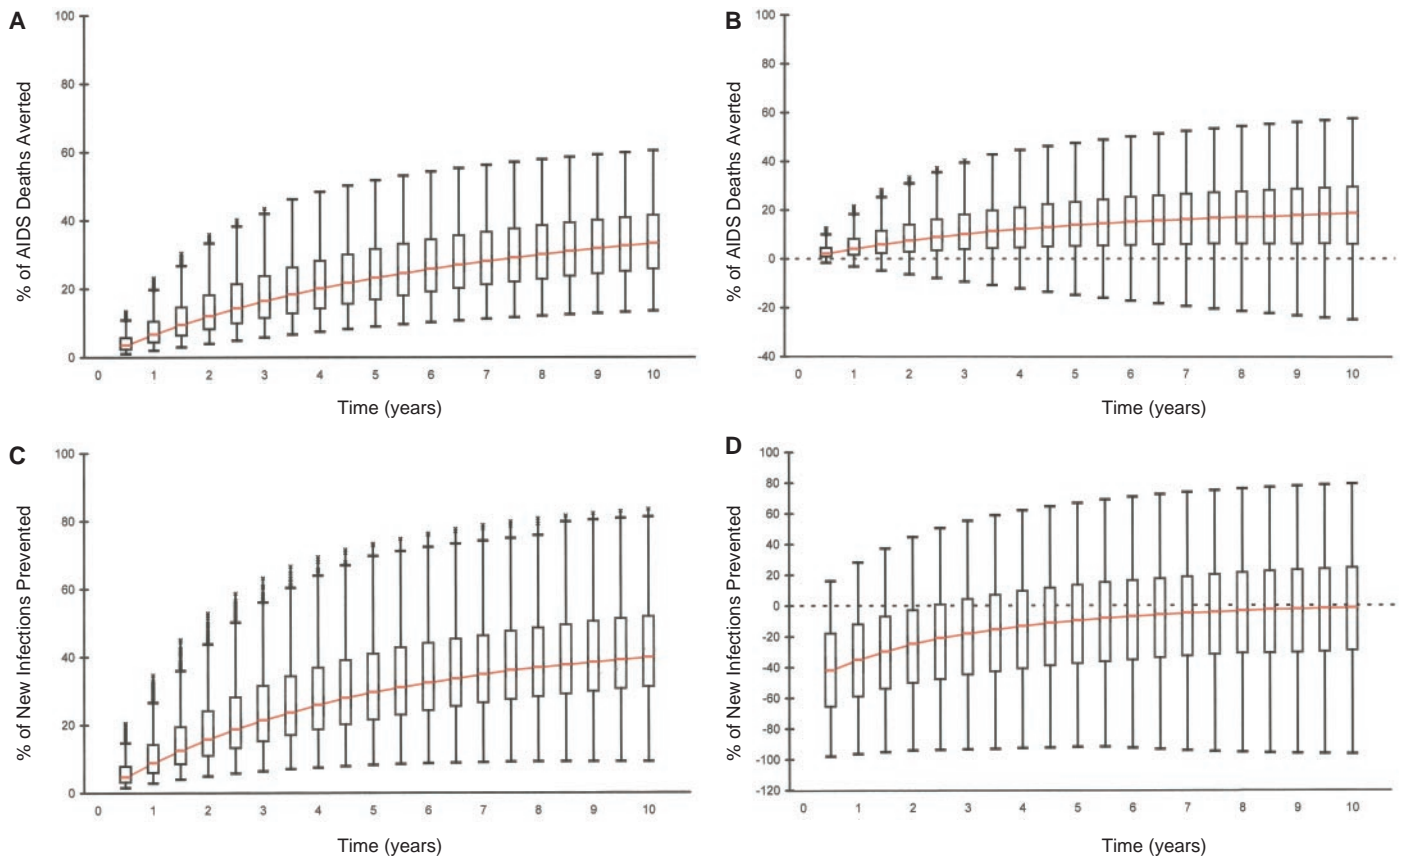 A
% of AIDS Deaths Averted
100
80
60
40
20
0
0 1 2 3 4 5 6 7 8 9 10
Time (years)
B
% of AIDS Deaths Averted
100
80
60
40
20
0
-20
-40
0 1 2 3 4 5 6 7 8 9 10
Time (years)
C
% of New Infections Prevented
100
80
60
40
20
0
0 1 2 3 4 5 6 7 8 9 10
Time (years)
D
% of New Infections Prevented
100
80
60
40
20
0
-20
-40
-60
-80
-100
-120
0 1 2 3 4 5 6 7 8 9 10
Time (years)